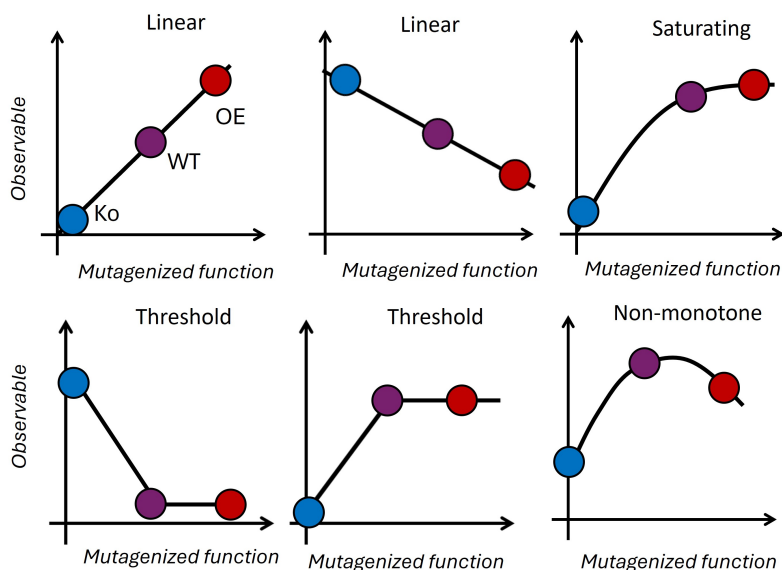 Linear
Linear
Saturating
Observable
OE
WT
Ko
Mutagenized function
Mutagenized function
Mutagenized function
Threshold
Threshold
Non-monotone
Observable
Mutagenized function
Mutagenized function
Mutagenized function